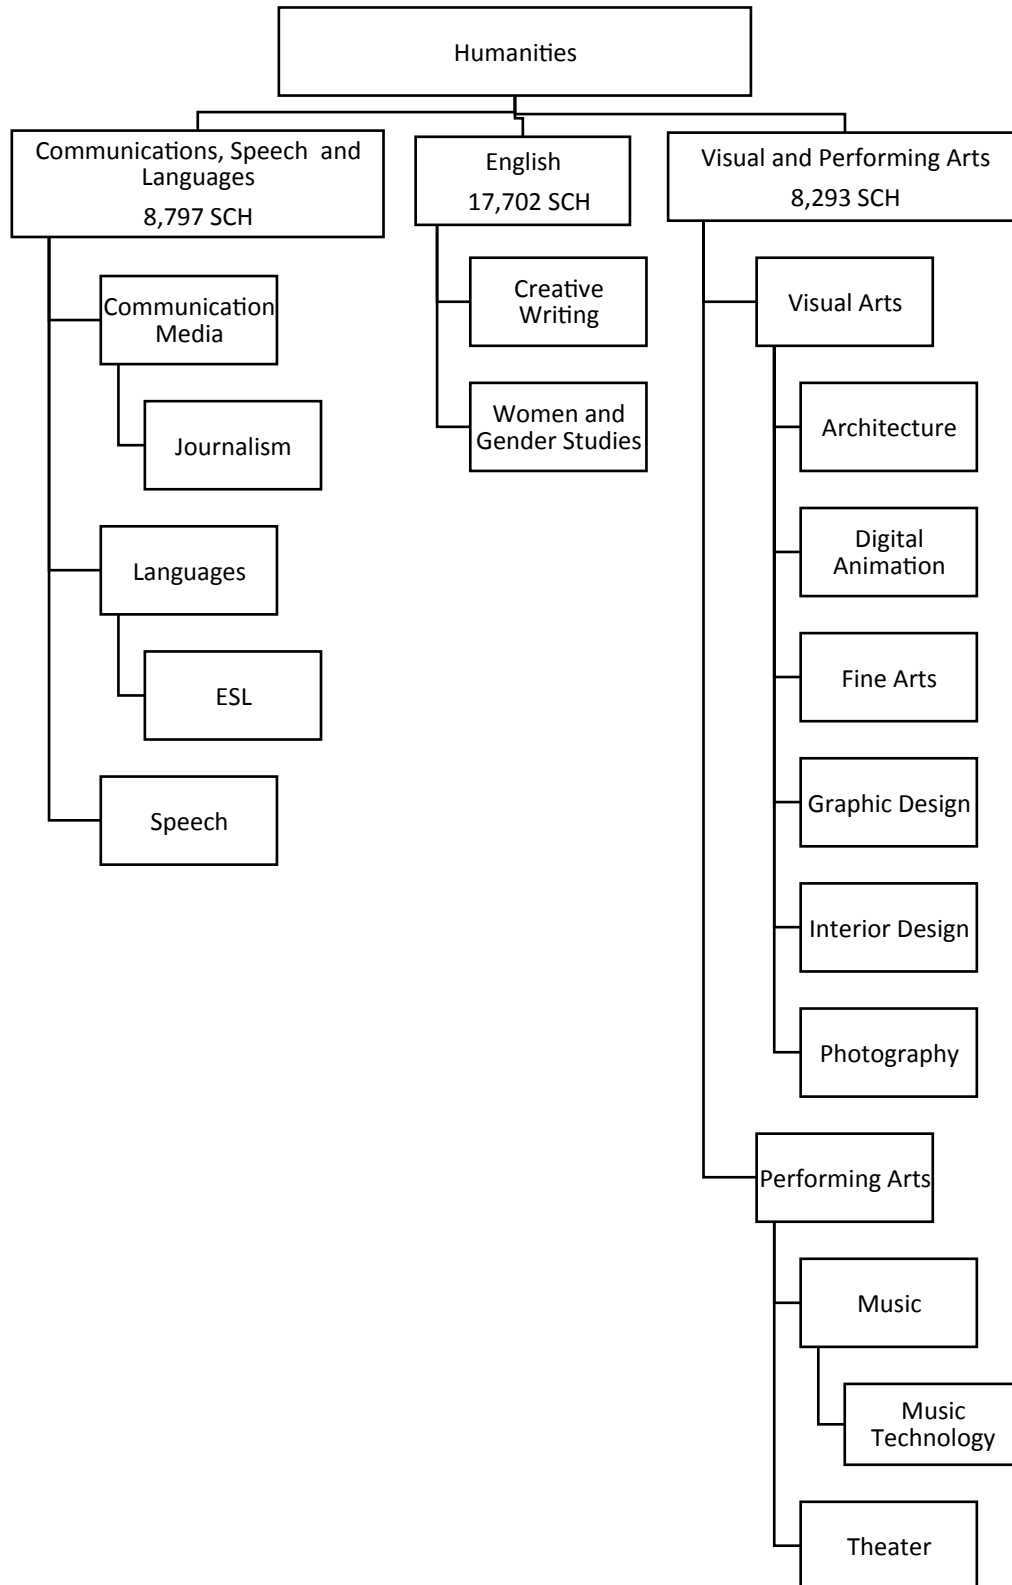 Humanities
Communications, Speech and
Languages
8,797 SCH
English
17,702 SCH
Visual and Performing Arts
8,293 SCH
Communication
Media
Journalism
Languages
ESL
Speech
Creative
Writing
Women and
Gender Studies
Visual Arts
Architecture
Digital
Animation
Fine Arts
Graphic Design
Interior Design
Photography
Performing Arts
Music
Music
Technology
Theater